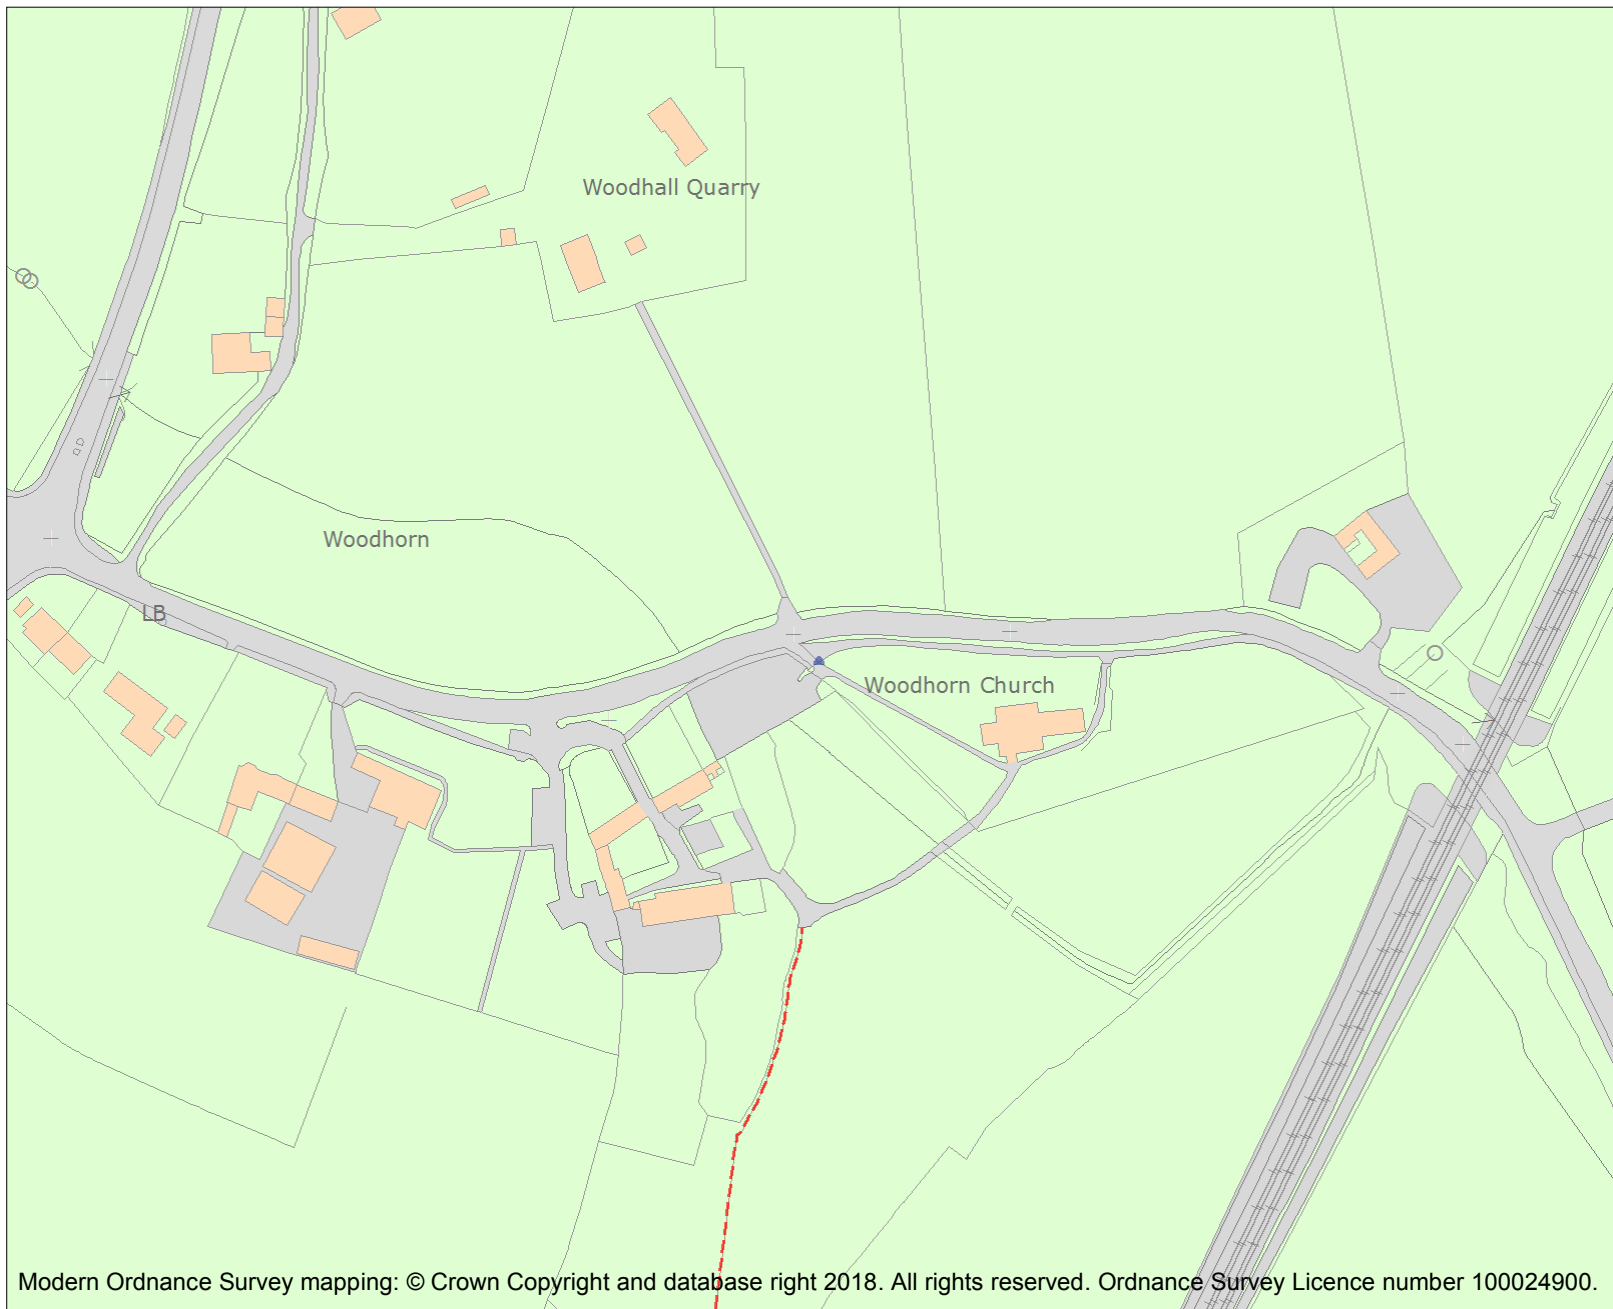 Woodhall Quarry
Woodhorn
LB
Woodhorn Church
Modern Ordnance Survey mapping: © Crown Copyright and database right 2018. All rights reserved. Ordnance Survey Licence number 100024900.